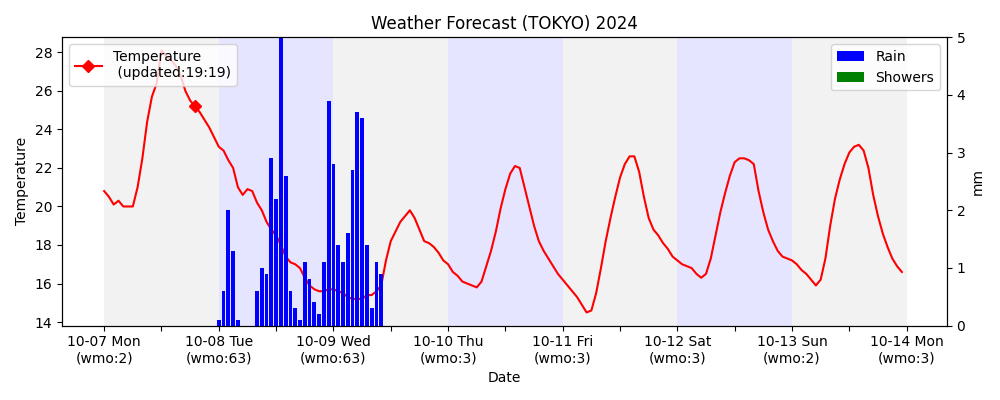 Weather Forecast (TOKYO) 2024
Temperature
(updated:19:19)
Rain
Showers
28
26
24
22
20
18
16
14
Temperature
5
4
3
2
1
0
mm
10-07 Mon 10-08 Tue 10-09 Wed 10-10 Thu 10-11 Fri 10-12 Sat 10-13 Sun 10-14 Mon
(wmo:2) (wmo:63) (wmo:63) (wmo:3) (wmo:3) (wmo:3) (wmo:2) (wmo:3)
Date